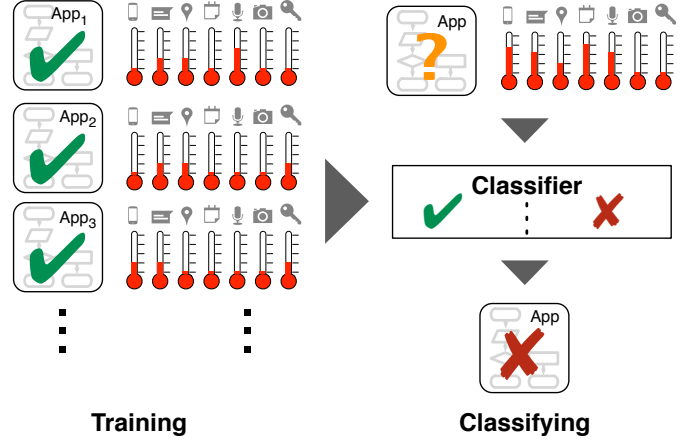 App1
App
?
App2
Classifier
App3
App
Training
Classifying